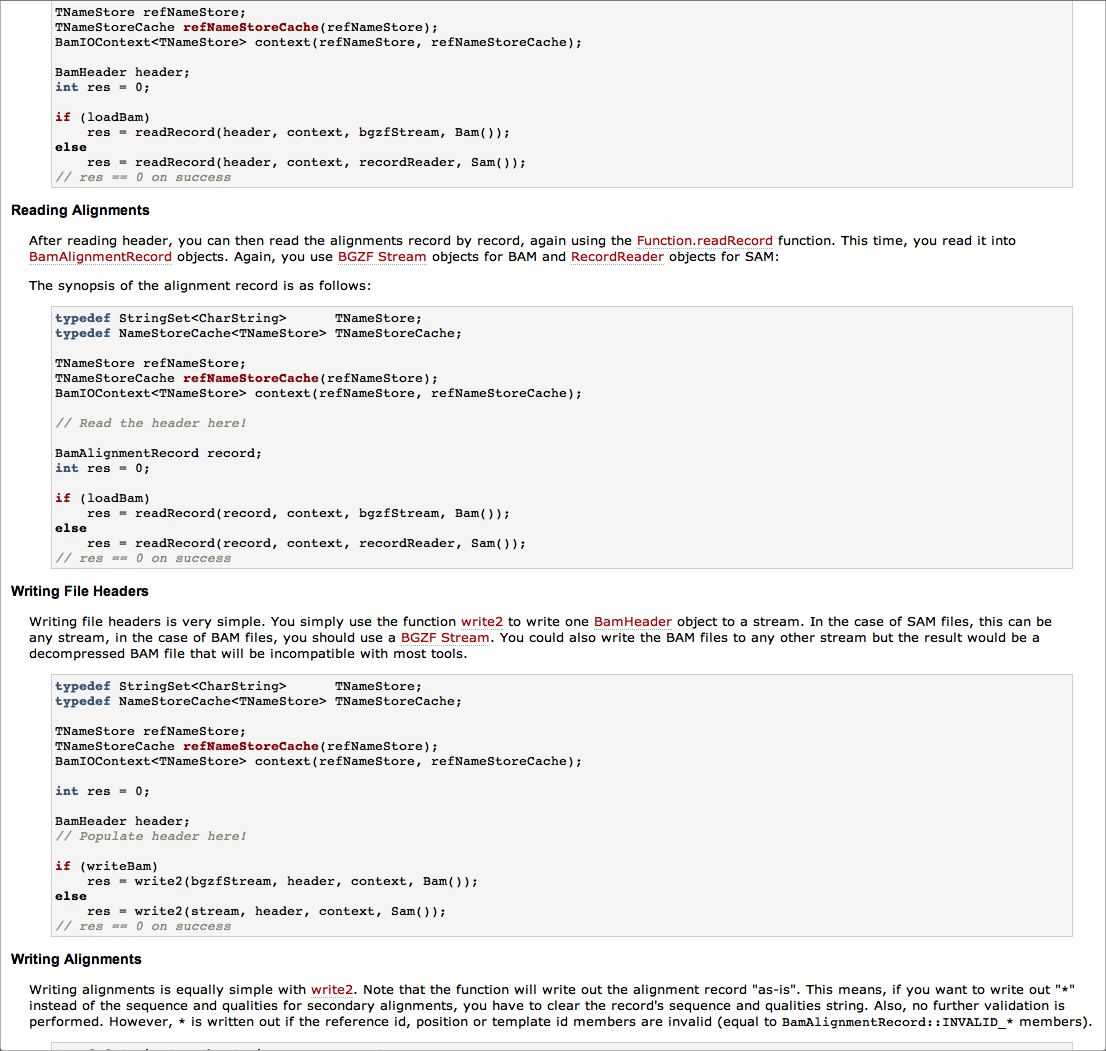 TNameStore refNameStore;
TNameStoreCache refNameStoreCache(refNameStore);
BamIOContext<TNameStore> context(refNameStore, refNameStoreCache);
BamHeader header;
int res = 0;
if (loadBam)
    res = readRecord(header, context, bgzfStream, Bam());
else
    res = readRecord(header, context, recordReader, Sam());
// res == 0 on success
Reading Alignments
After reading header, you can then read the alignments record by record, again using the Function.readRecord function. This time, you read it into
BamAlignmentRecord objects. Again, you use BGZF Stream objects for BAM and RecordReader objects for SAM:
The synopsis of the alignment record is as follows:
typedef StringSet<CharString>      TNameStore;
typedef NameStoreCache<TNameStore> TNameStoreCache;
TNameStore refNameStore;
TNameStoreCache refNameStoreCache(refNameStore);
BamIOContext<TNameStore> context(refNameStore, refNameStoreCache);
// Read the header here!
BamAlignmentRecord record;
int res = 0;
if (loadBam)
    res = readRecord(record, context, bgzfStream, Bam());
else
    res = readRecord(record, context, recordReader, Sam());
// res == 0 on success
Writing File Headers
Writing file headers is very simple. You simply use the function write2 to write one BamHeader object to a stream. In the case of SAM files, this can be
any stream, in the case of BAM files, you should use a BGZF Stream. You could also write the BAM files to any other stream but the result would be a
decompressed BAM file that will be incompatible with most tools.
typedef StringSet<CharString>      TNameStore;
typedef NameStoreCache<TNameStore> TNameStoreCache;
TNameStore refNameStore;
TNameStoreCache refNameStoreCache(refNameStore);
BamIOContext<TNameStore> context(refNameStore, refNameStoreCache);
int res = 0;
BamHeader header;
// Populate header here!
if (writeBam)
    res = write2(bgzfStream, header, context, Bam());
else
    res = write2(stream, header, context, Sam());
// res == 0 on success
Writing Alignments
Writing alignments is equally simple with write2. Note that the function will write out the alignment record "as-is". This means, if you want to write out "*"
instead of the sequence and qualities for secondary alignments, you have to clear the record's sequence and qualities string. Also, no further validation is
performed. However, * is written out if the reference id, position or template id members are invalid (equal to BamAlignmentRecord::INVALID_* members).